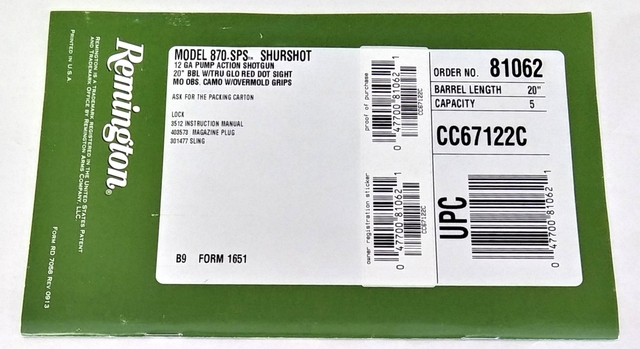 Remington®
REMINGTON IS A TRADEMARK REGISTERED IN THE UNITED STATES PATENT
AND TRADEMARK OFFICE BY REMINGTON ARMS COMPANY, LLC.
PRINTED IN U.S.A
FORM RD 7068 REV 0913
MODEL 870 SPS™ SHURSHOT
12 GA PUMP ACTION SHOTGUN
20" BBL W/TRU GLO RED DOT SIGHT
MO OBS. CAMO W/OVERMOLD GRIPS
ASK FOR THE PACKING CARTON
LOCK
3512 INSTRUCTION MANUAL
403573 MAGAZINE PLUG
301477 SLING
B9 FORM 1651
proof of purchase
0 47700 81062 1
CC67122C
owner registration sticker
0 47700 81062 1
CC67122C
ORDER NO. 81062
BARREL LENGTH 20"
CAPACITY 5
CC67122C
UPC
0 47700 81062 1